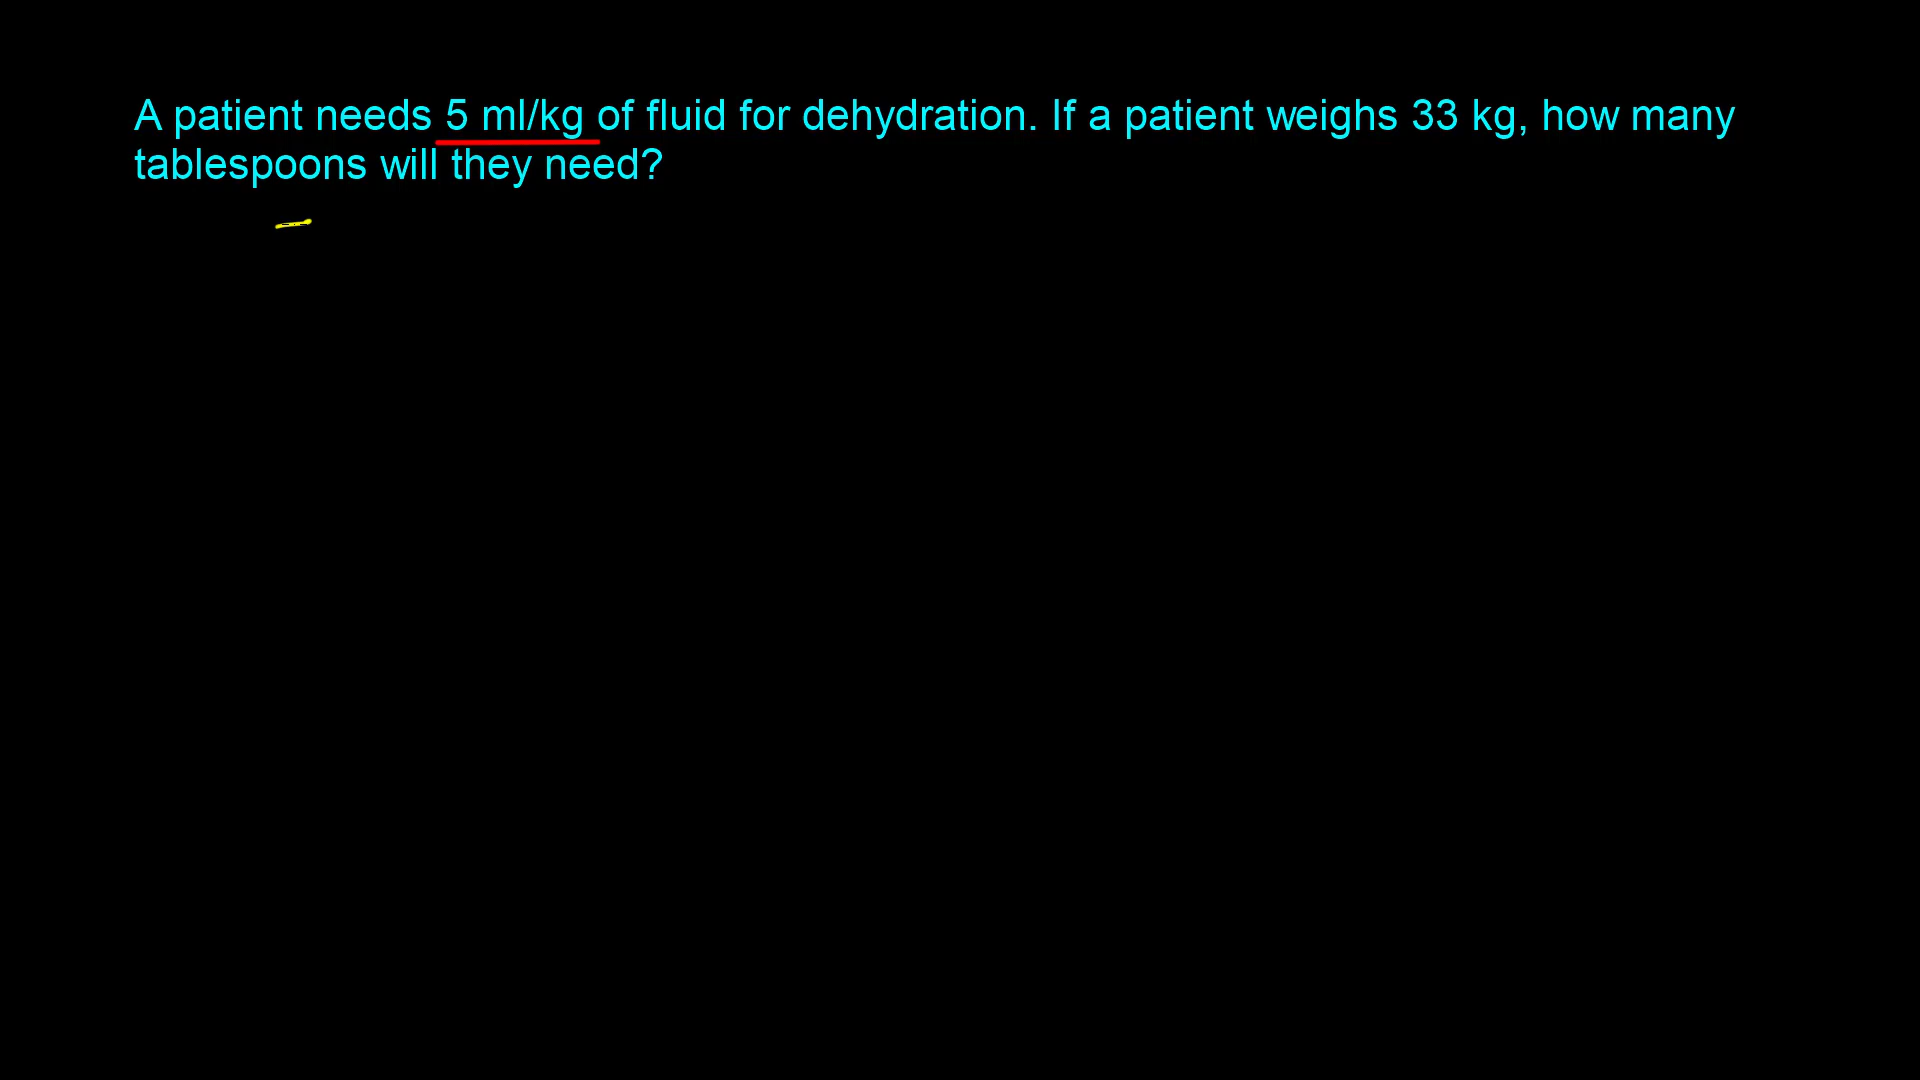 A patient needs 5 ml/kg of fluid for dehydration. If a patient weighs 33 kg, how many
tablespoons will they need?